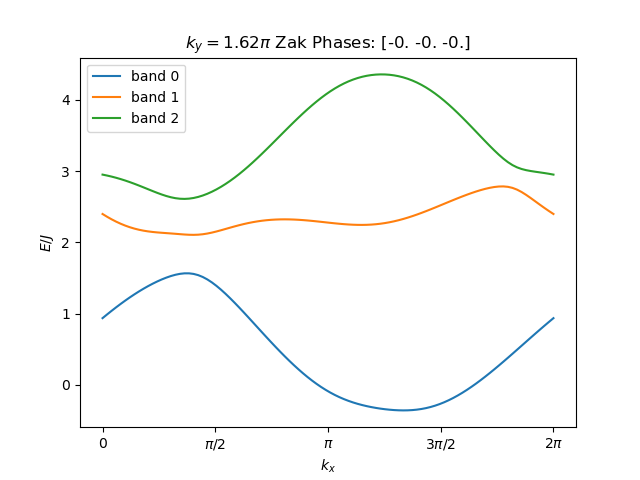 k_y = 1.62π Zak Phases: [-0. -0. -0.]
band 0
band 1
band 2
4
3
2
1
0
E/J
0
π/2
π
3π/2
2π
k_x